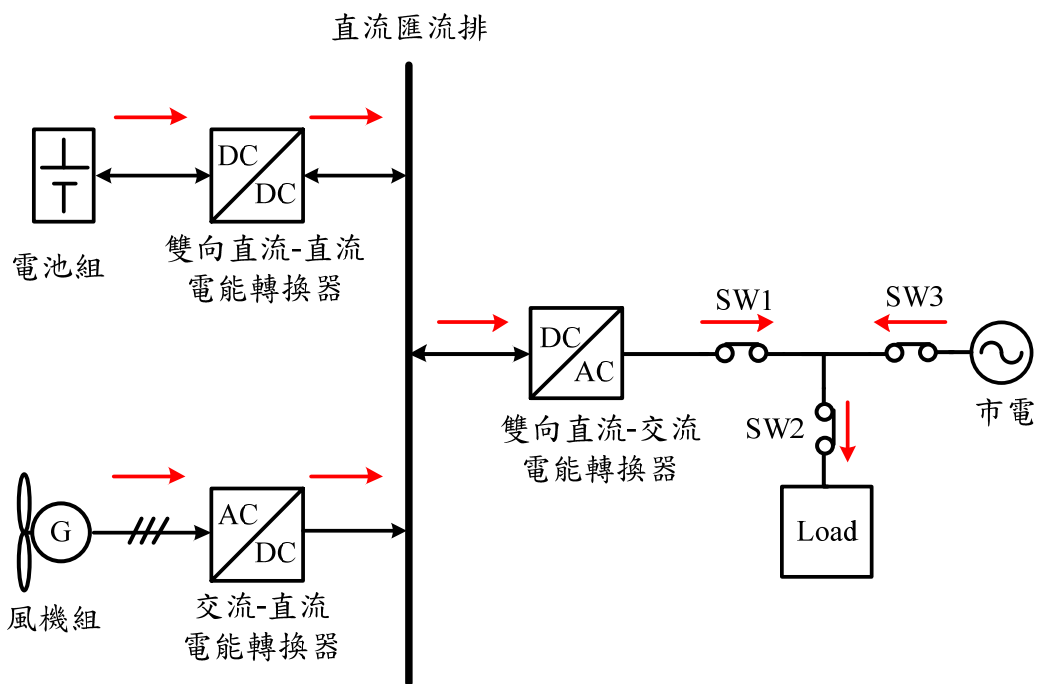 直流匯流排
DC
DC
電池組
雙向直流-直流
電能轉換器
SW1
SW3
DC
AC
市電
雙向直流-交流
電能轉換器
SW2
Load
G
AC
DC
風機組
交流-直流
電能轉換器